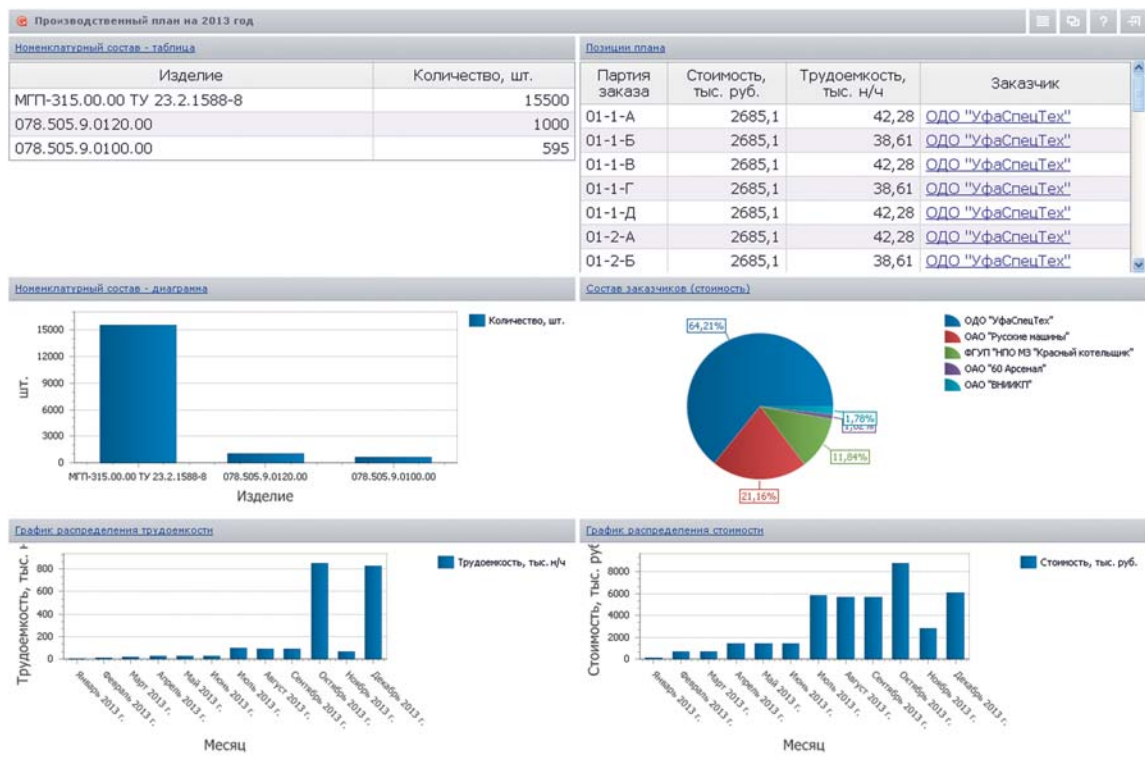 Производственный план на 2013 год
?
Номенклатурный состав - таблица
Изделие Количество, шт.
МГП-315.00.00 ТУ 23.2.1588-8 15500
078.505.9.0120.00 1000
078.505.9.0100.00 595
Позиции плана
Партия заказа Стоимость, тыс. руб. Трудоемкость, тыс. н/ч Заказчик
01-1-А 2685,1 42,28 ОДО "УфаСпецТех"
01-1-Б 2685,1 38,61 ОДО "УфаСпецТех"
01-1-В 2685,1 42,28 ОДО "УфаСпецТех"
01-1-Г 2685,1 38,61 ОДО "УфаСпецТех"
01-1-Д 2685,1 42,28 ОДО "УфаСпецТех"
01-2-А 2685,1 42,28 ОДО "УфаСпецТех"
01-2-Б 2685,1 38,61 ОДО "УфаСпецТех"
Номенклатурный состав - диаграмма
Количество, шт.
15000
12000
9000
6000
3000
0
шт.
МГП-315.00.00 ТУ 23.2.1588-8 078.505.9.0120.00 078.505.9.0100.00
Изделие
Состав заказчиков (стоимость)
64,21%
1,78%
11,84%
21,16%
ОДО "УфаСпецТех"
ОАО "Русские машины"
ФГУП "НПО МЗ "Красный котельщик"
ОАО "60 Арсенал"
ОАО "ВНИИКП"
График распределения трудоемкости
Трудоемкость, тыс. н
800
600
400
200
0
Трудоемкость, тыс. н/ч
Январь 2013 г.
Февраль 2013 г.
Март 2013 г.
Апрель 2013 г.
Май 2013 г.
Июнь 2013 г.
Июль 2013 г.
Август 2013 г.
Сентябрь 2013 г.
Октябрь 2013 г.
Ноябрь 2013 г.
Декабрь 2013 г.
Месяц
График распределения стоимости
Стоимость, тыс. руб
8000
6000
4000
2000
0
Стоимость, тыс. руб.
Январь 2013 г.
Февраль 2013 г.
Март 2013 г.
Апрель 2013 г.
Май 2013 г.
Июнь 2013 г.
Июль 2013 г.
Август 2013 г.
Сентябрь 2013 г.
Октябрь 2013 г.
Ноябрь 2013 г.
Декабрь 2013 г.
Месяц